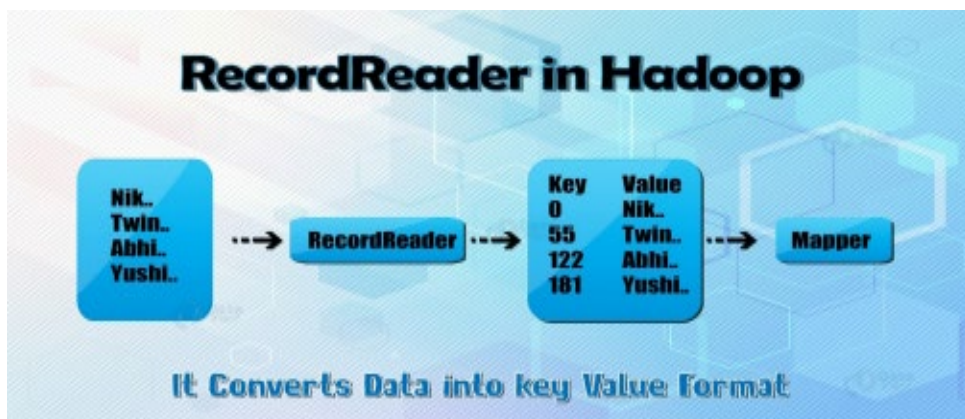 RecordReader in Hadoop
Nik..
Twin..
Abhi..
Yushi..
RecordReader
Key Value
0 Nik..
55 Twin..
122 Abhi..
181 Yushi..
Mapper
It Converts Data into key Value Format